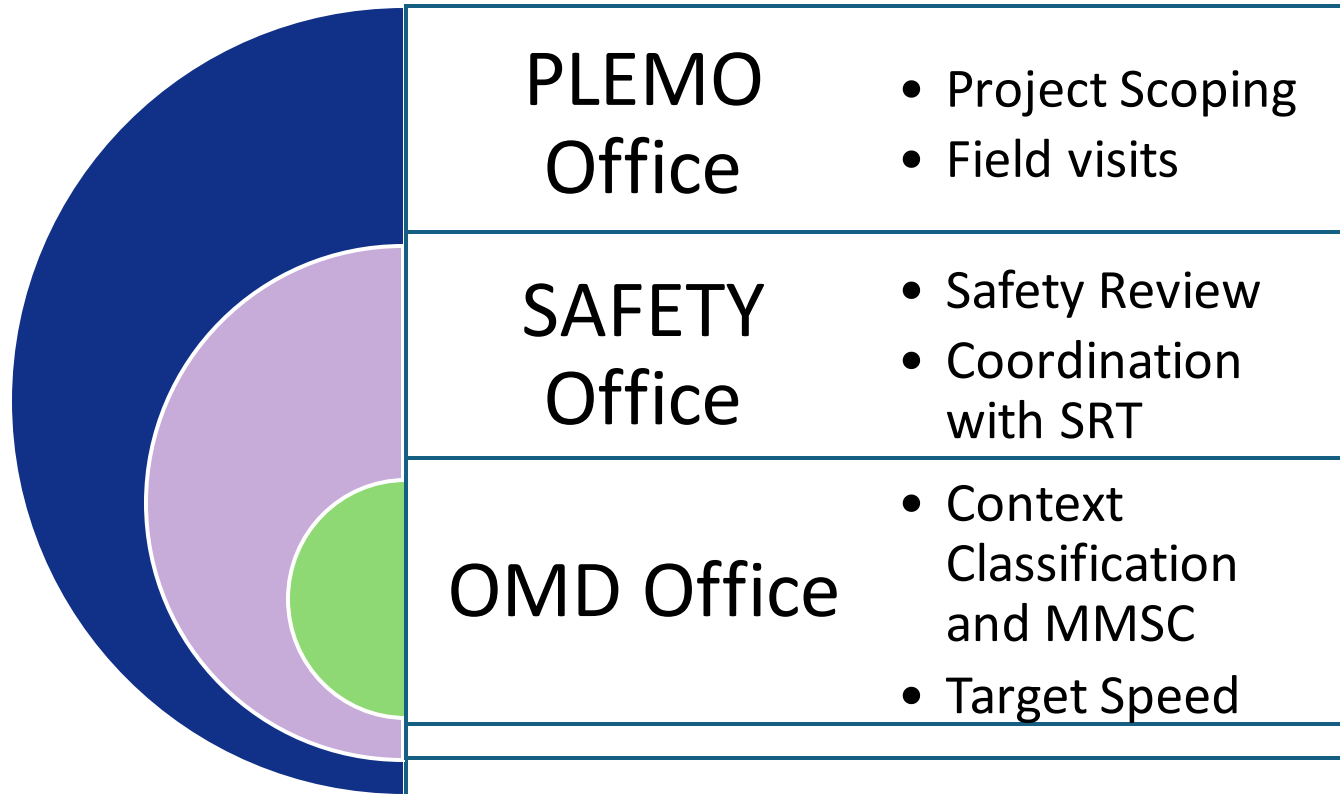 PLEMO
Office
• Project Scoping
• Field visits
SAFETY
Office
• Safety Review
• Coordination
with SRT
OMD Office
• Context
Classification
and MMSC
• Target Speed